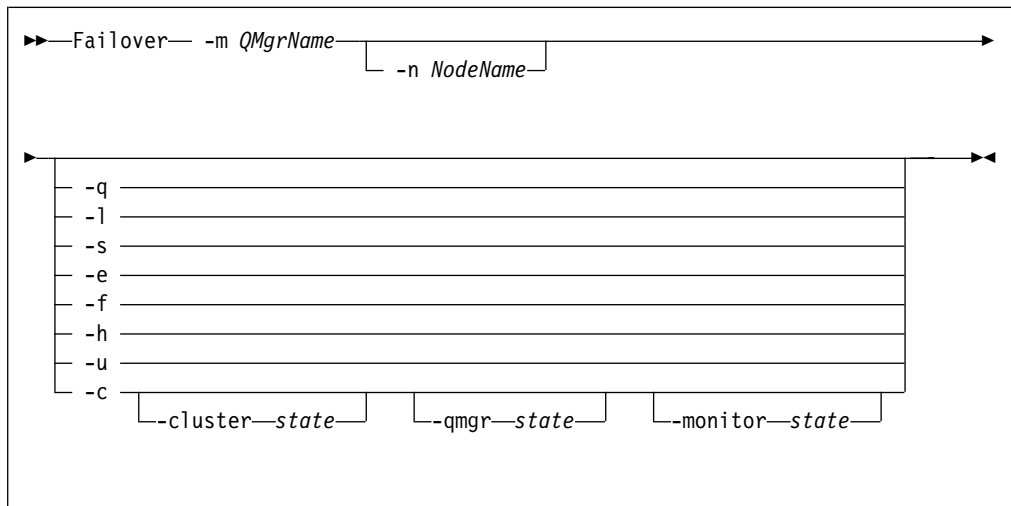 Failover -m QMgrName
-n NodeName
-q
-l
-s
-e
-f
-h
-u
-c
-cluster state -qmgr state -monitor state